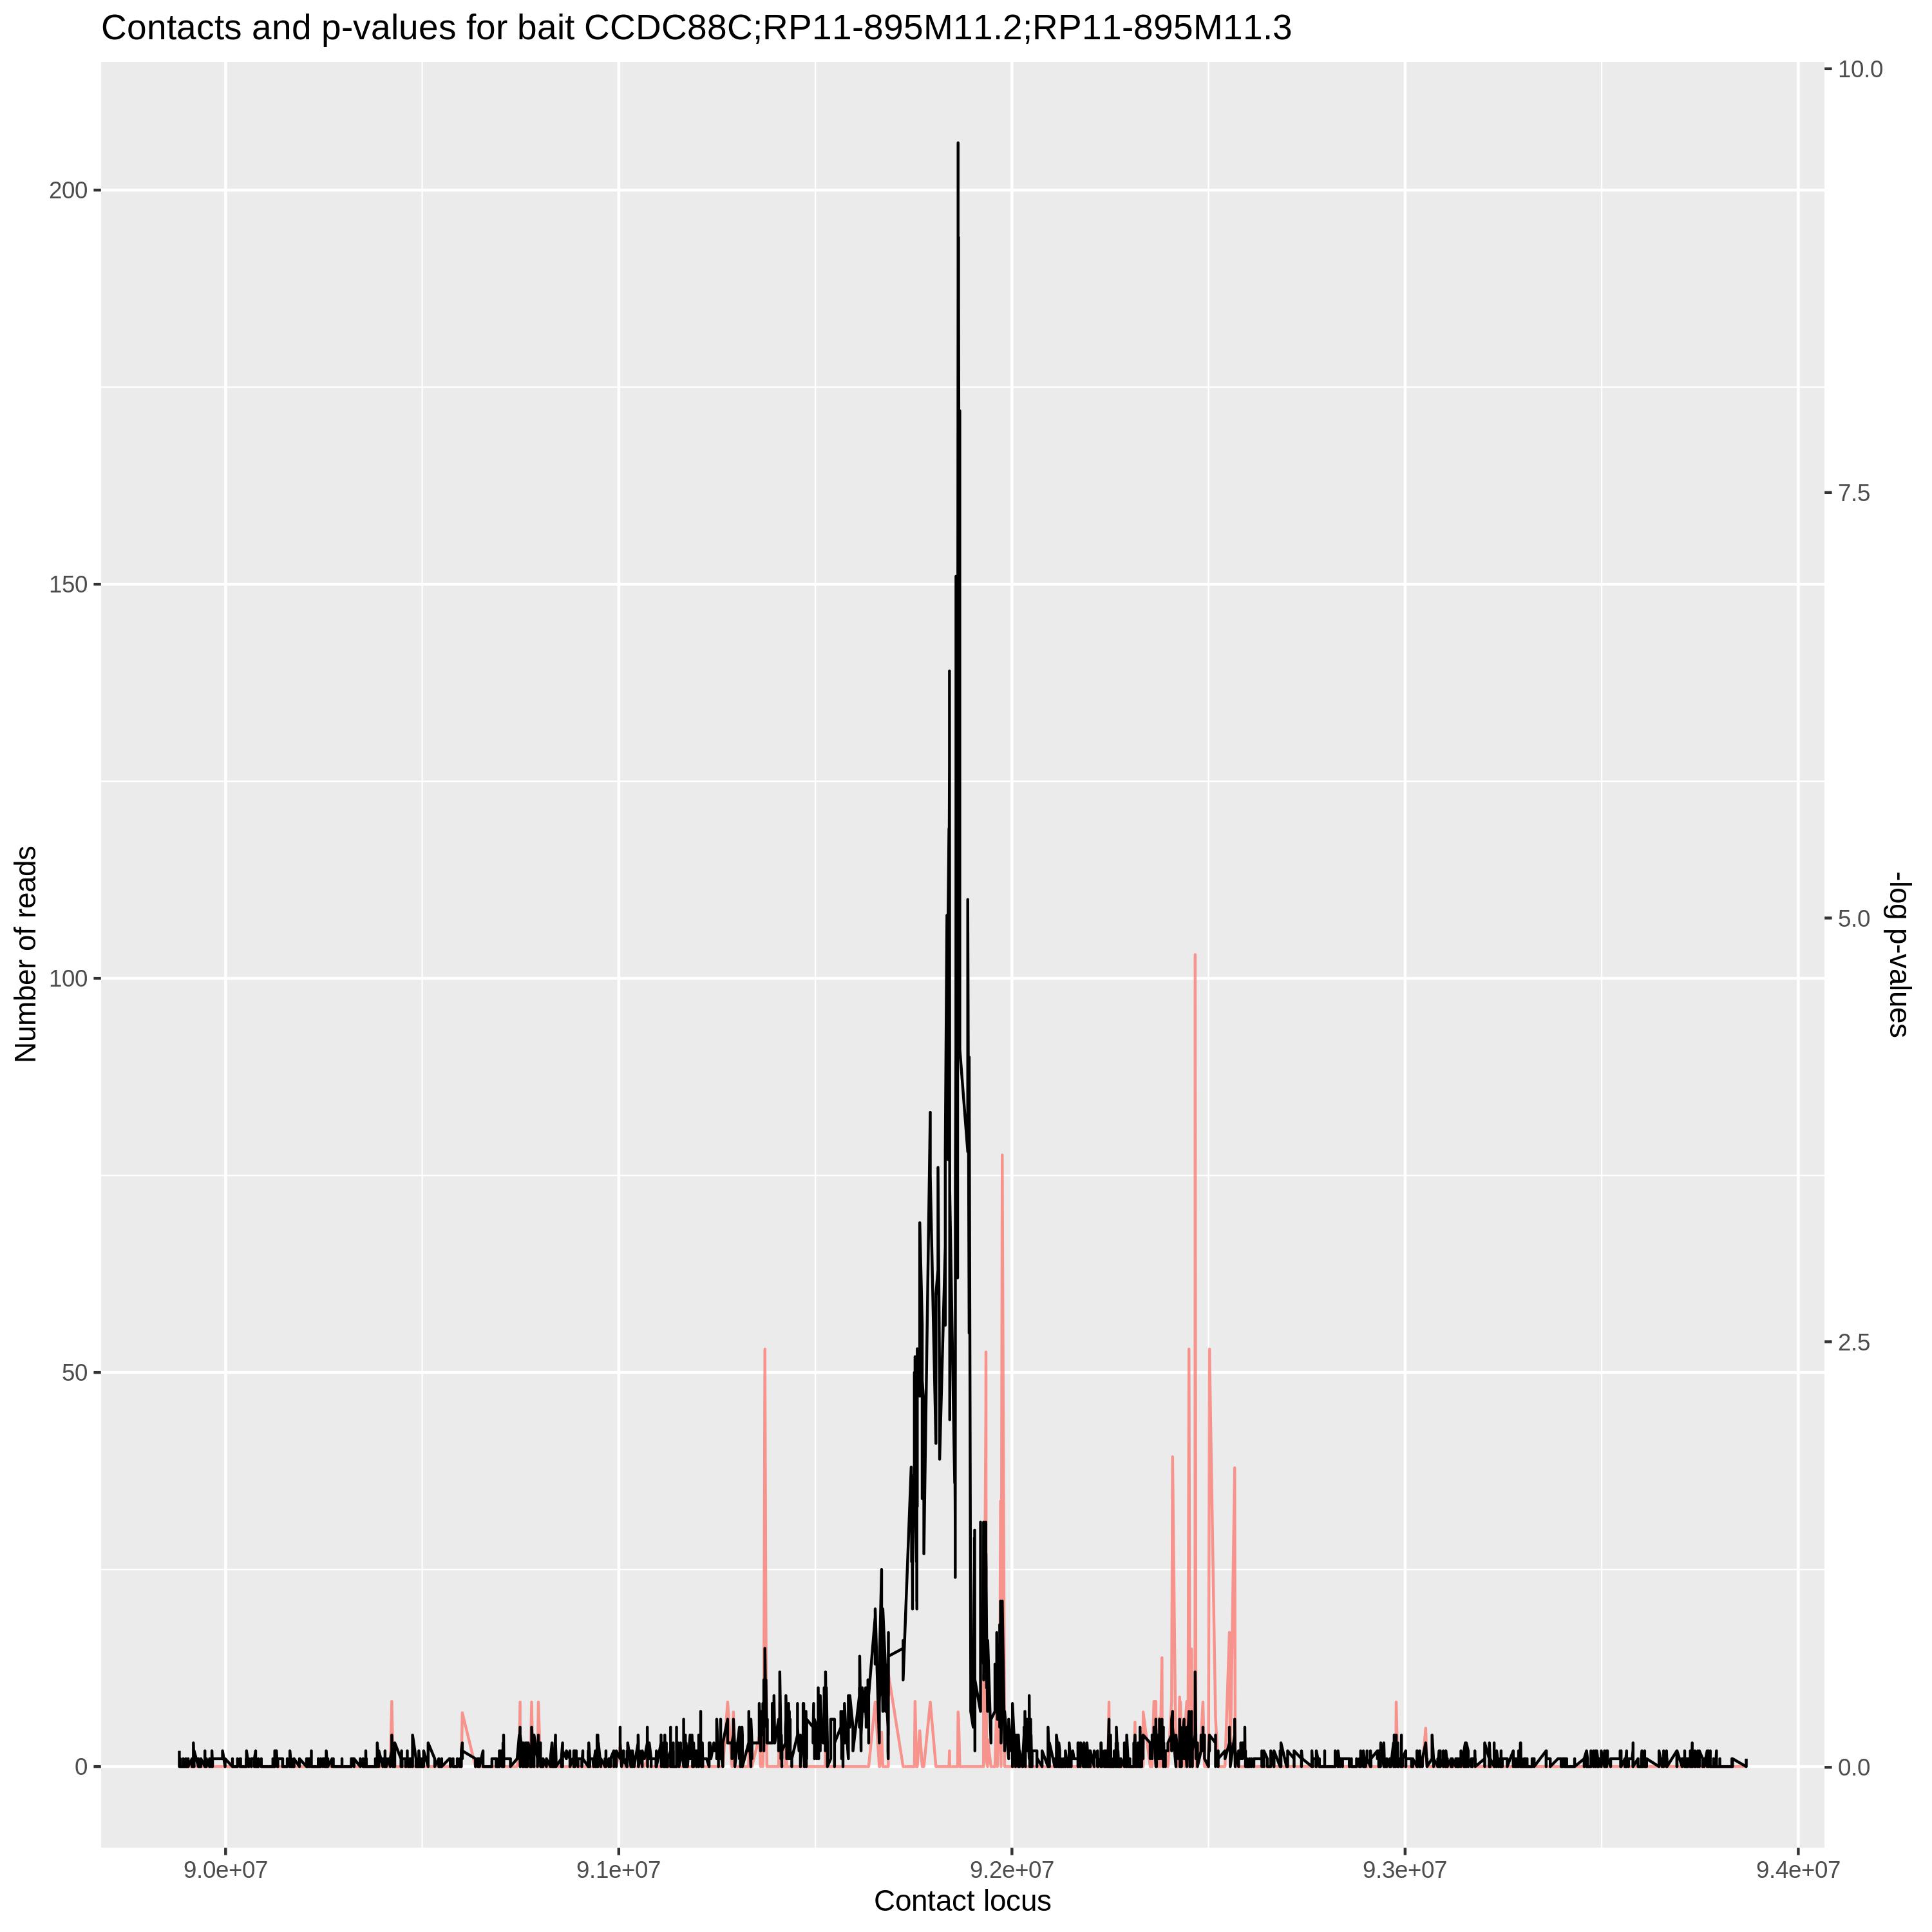 Contacts and p-values for bait CCDC88C;RP11-895M11.2;RP11-895M11.3
10.0
200
7.5
150
5.0
Number of reads
-log p-values
100
2.5
50
0
0.0
9.0e+07 9.1e+07 9.2e+07 9.3e+07 9.4e+07
Contact locus